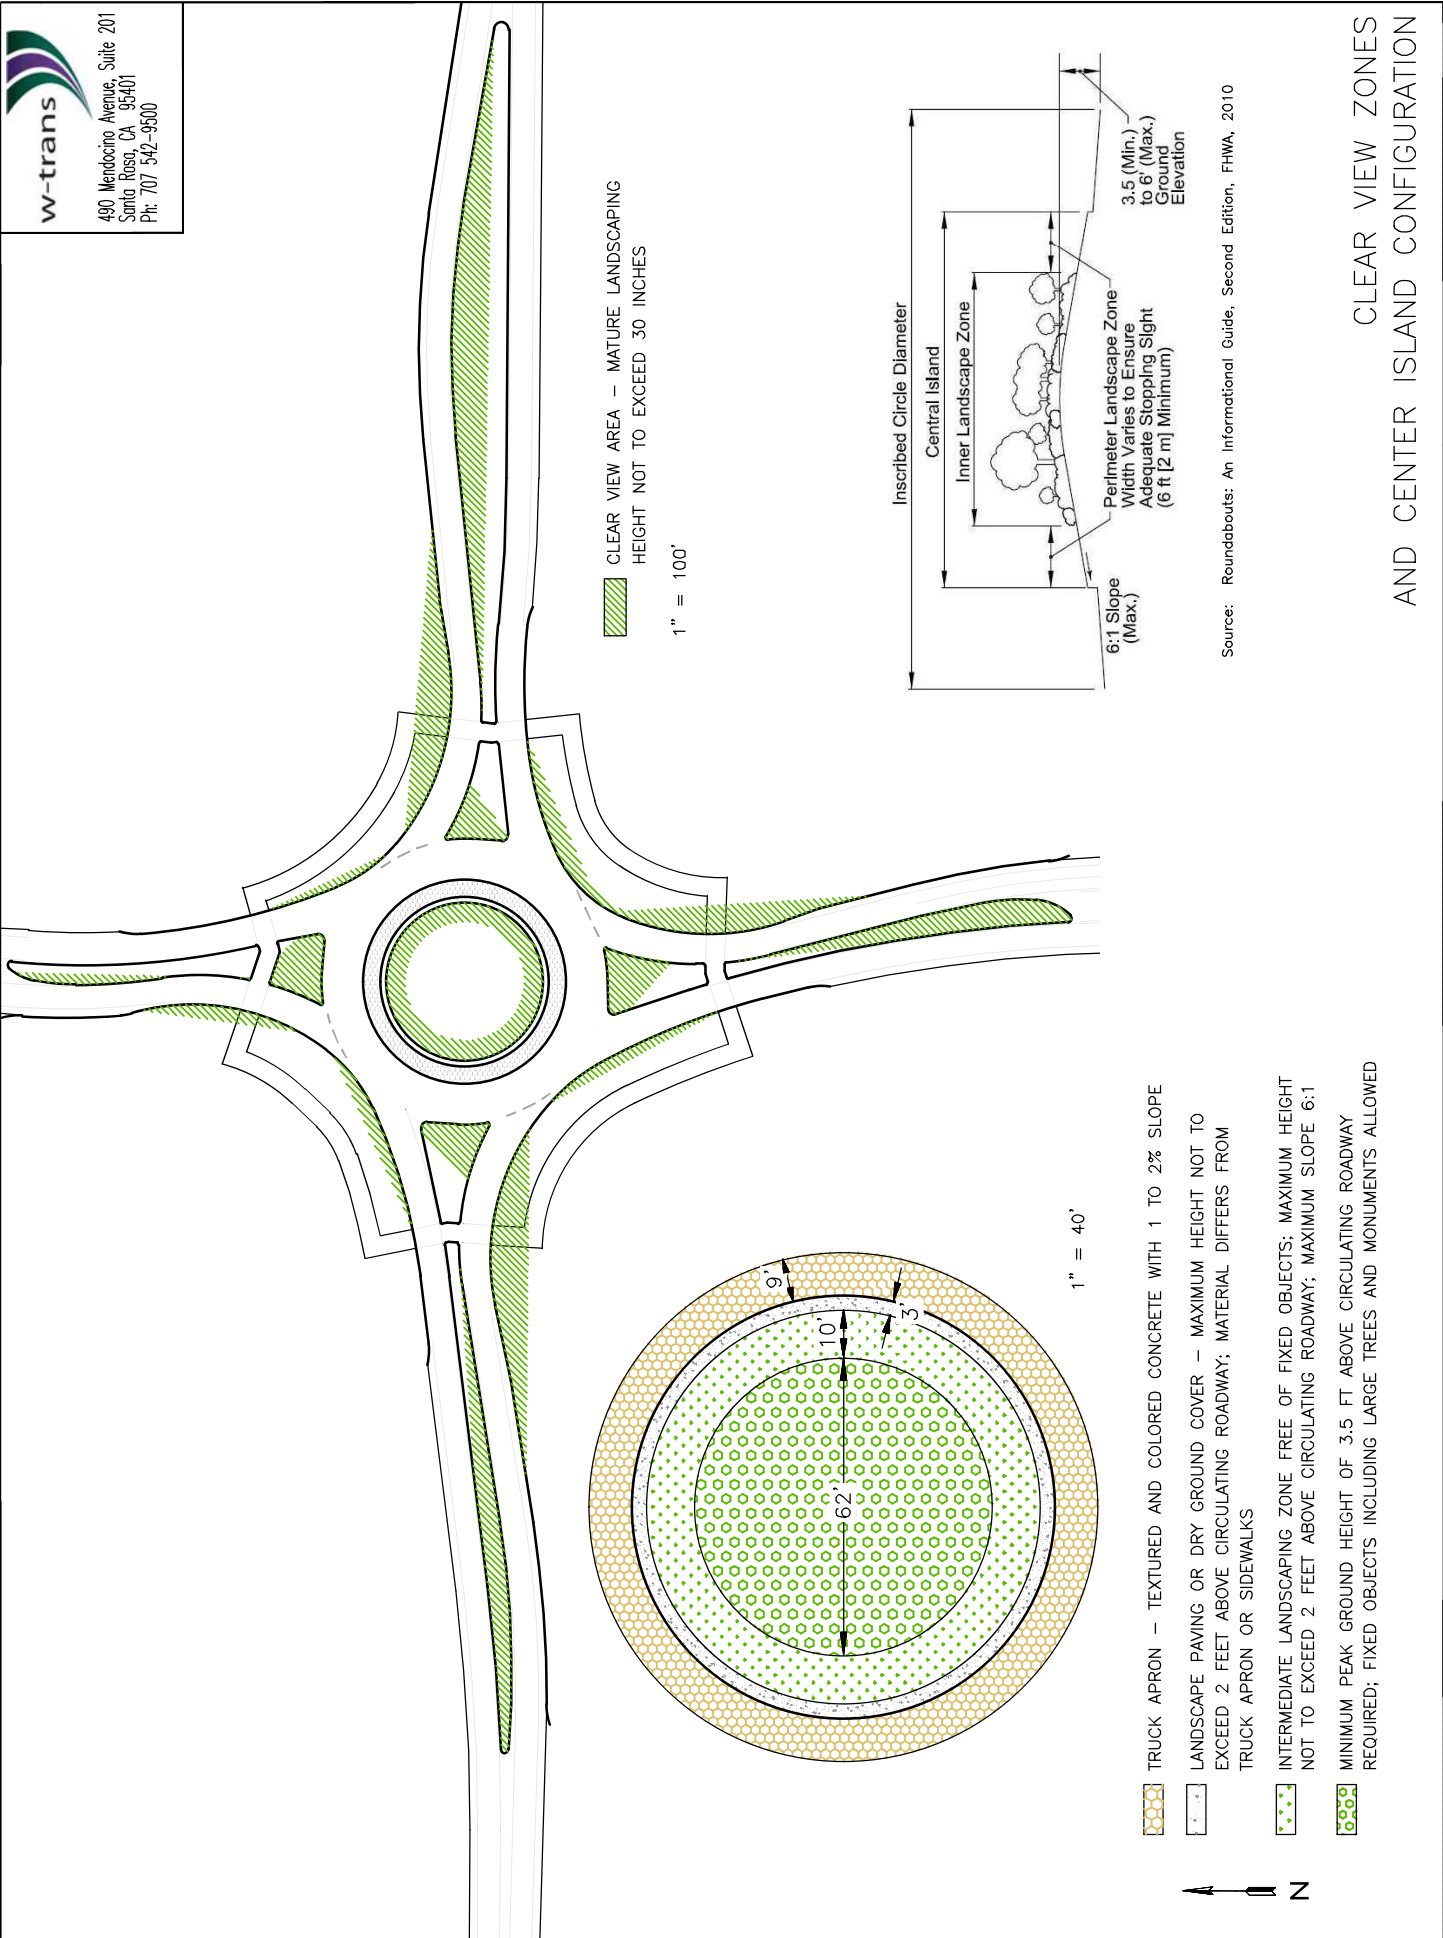 w-trans
490 Mendocino Avenue, Suite 201
Santa Rosa, CA 95401
Ph: 707 542-9500
CLEAR VIEW AREA – MATURE LANDSCAPING
HEIGHT NOT TO EXCEED 30 INCHES
1" = 100'
Inscribed Circle Diameter
Central Island
Inner Landscape Zone
Perimeter Landscape Zone
Width Varies to Ensure
Adequate Stopping Sight
(6 ft [2 m] Minimum)
6:1 Slope
(Max.)
3.5 (Min.)
to 6' (Max.)
Ground
Elevation
Source: Roundabouts: An Informational Guide, Second Edition, FHWA, 2010
9'
10'
3'
62'
1" = 40'
TRUCK APRON – TEXTURED AND COLORED CONCRETE WITH 1 TO 2% SLOPE
LANDSCAPE PAVING OR DRY GROUND COVER – MAXIMUM HEIGHT NOT TO
EXCEED 2 FEET ABOVE CIRCULATING ROADWAY; MATERIAL DIFFERS FROM
TRUCK APRON OR SIDEWALKS
INTERMEDIATE LANDSCAPING ZONE FREE OF FIXED OBJECTS; MAXIMUM HEIGHT
NOT TO EXCEED 2 FEET ABOVE CIRCULATING ROADWAY; MAXIMUM SLOPE 6:1
MINIMUM PEAK GROUND HEIGHT OF 3.5 FT ABOVE CIRCULATING ROADWAY
REQUIRED; FIXED OBJECTS INCLUDING LARGE TREES AND MONUMENTS ALLOWED
N
CLEAR VIEW ZONES
AND CENTER ISLAND CONFIGURATION